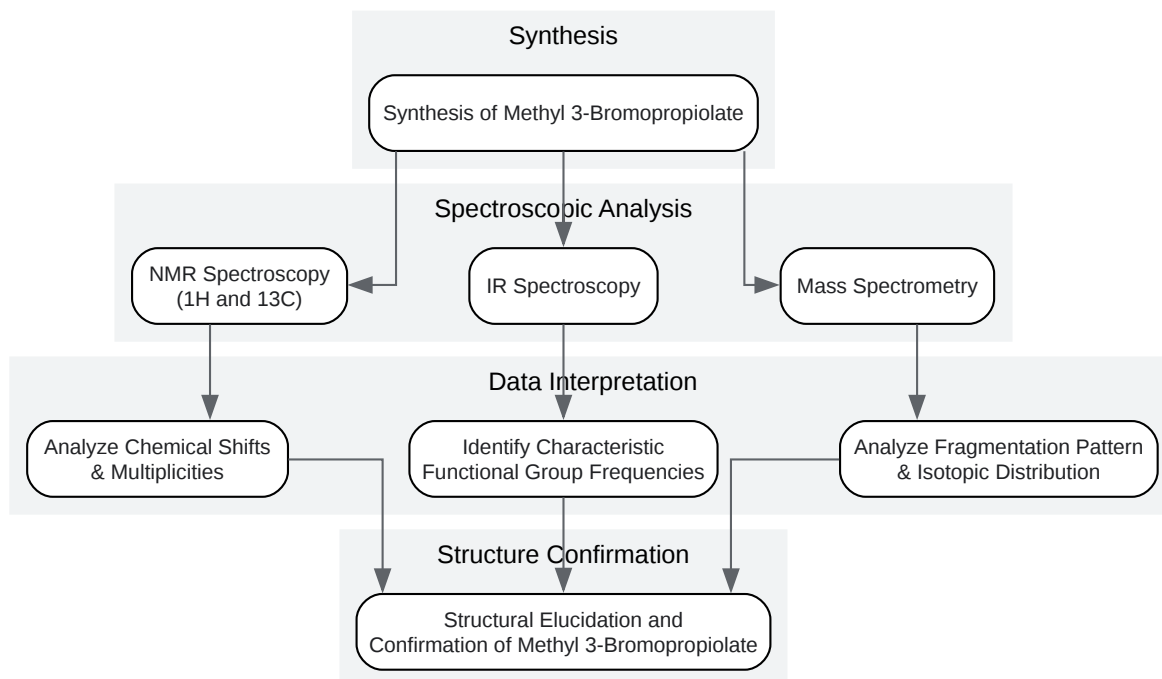 Synthesis
Synthesis of Methyl 3-Bromopropiolate
Spectroscopic Analysis
NMR Spectroscopy
(1H and 13C)
IR Spectroscopy
Mass Spectrometry
Data Interpretation
Analyze Chemical Shifts
& Multiplicities
Identify Characteristic
Functional Group Frequencies
Analyze Fragmentation Pattern
& Isotopic Distribution
Structure Confirmation
Structural Elucidation and
Confirmation of Methyl 3-Bromopropiolate